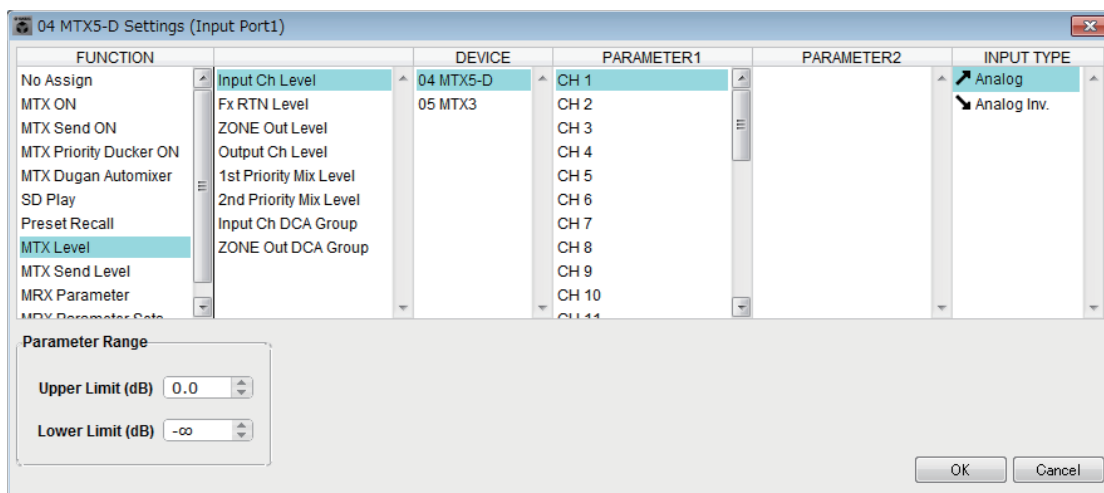 04 MTX5-D Settings (Input Port1)
FUNCTION DEVICE PARAMETER1 PARAMETER2 INPUT TYPE
No Assign Input Ch Level 04 MTX5-D CH 1 Analog
MTX ON Fx RTN Level 05 MTX3 CH 2 Analog Inv.
MTX Send ON ZONE Out Level CH 3
MTX Priority Ducker ON Output Ch Level CH 4
MTX Dugan Automixer 1st Priority Mix Level CH 5
SD Play 2nd Priority Mix Level CH 6
Preset Recall Input Ch DCA Group CH 7
MTX Level ZONE Out DCA Group CH 8
MTX Send Level CH 9
MRX Parameter CH 10
MRX Parameter Sets CH 11
Parameter Range
Upper Limit (dB) 0.0
Lower Limit (dB) -∞
OK Cancel